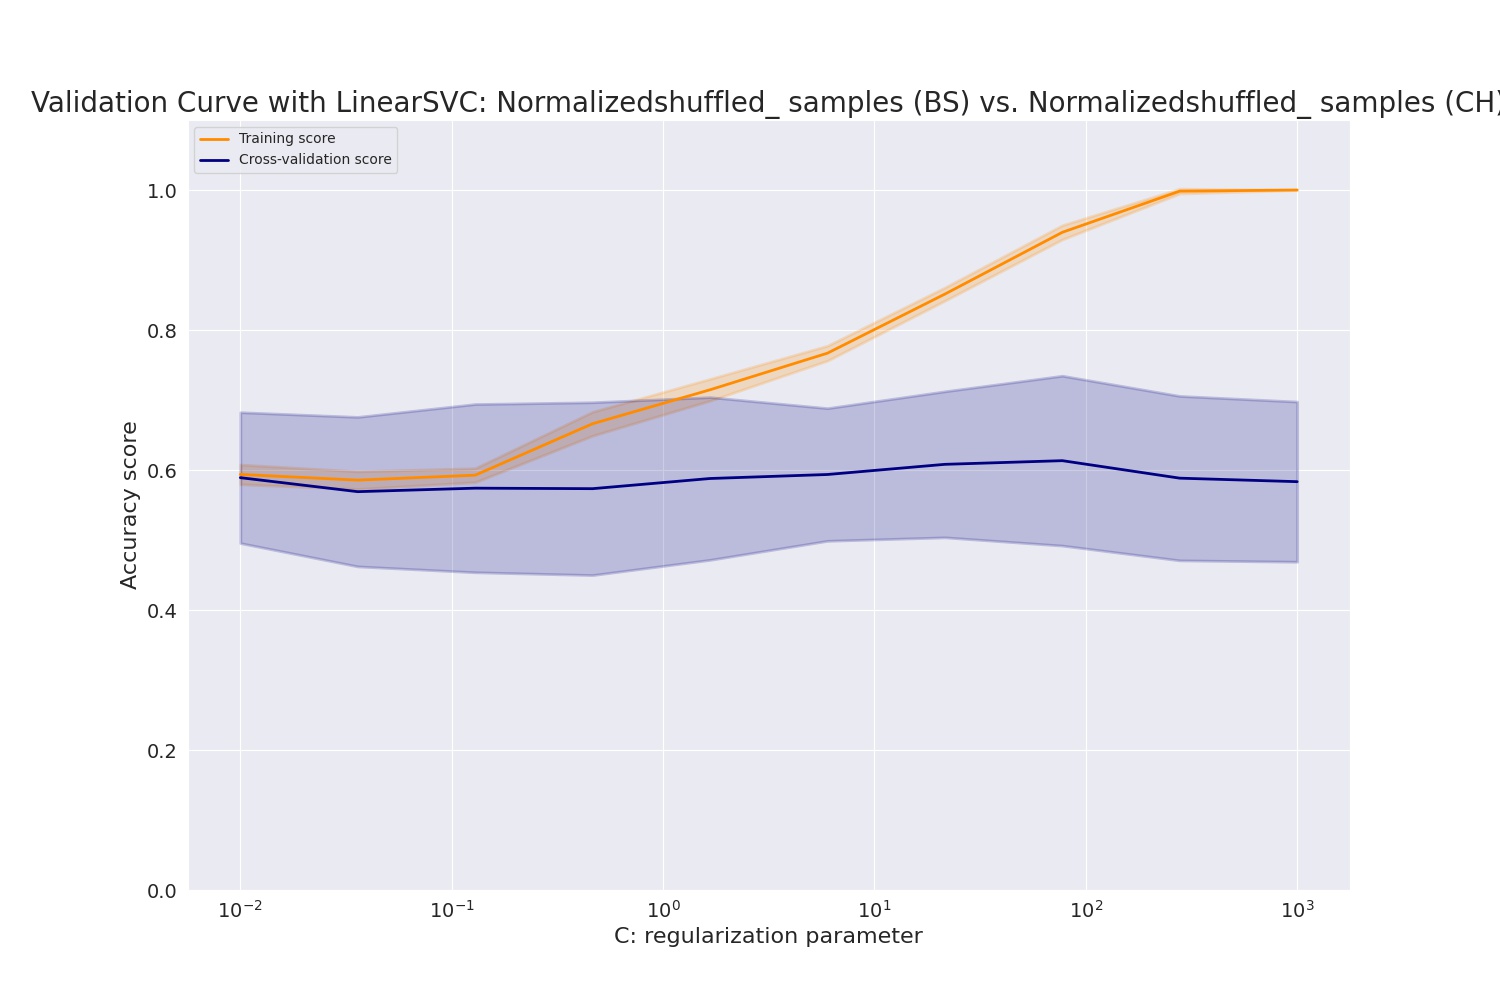 Validation Curve with LinearSVC: Normalizedshuffled_ samples (BS) vs. Normalizedshuffled_ samples (CH)
Training score
Cross-validation score
1.0
0.8
0.6
0.4
0.2
0.0
Accuracy score
10⁻² 10⁻¹ 10⁰ 10¹ 10² 10³
C: regularization parameter